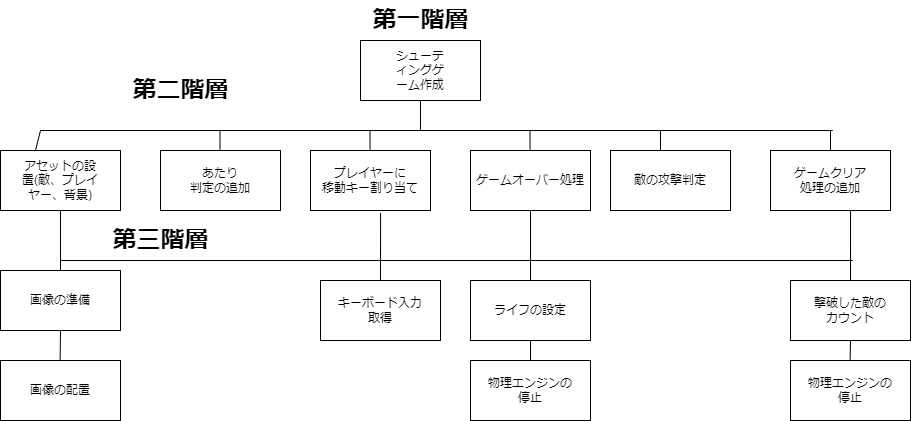 第一階層
シューテ
ィングゲ
ーム作成
第二階層
アセットの設
置(敵、プレイ
ヤー、背景)
あたり
判定の追加
プレイヤーに
移動キー割り当て
ゲームオーバー処理
敵の攻撃判定
ゲームクリア
処理の追加
第三階層
画像の準備
キーボード入力
取得
ライフの設定
撃破した敵の
カウント
画像の配置
物理エンジンの
停止
物理エンジンの
停止